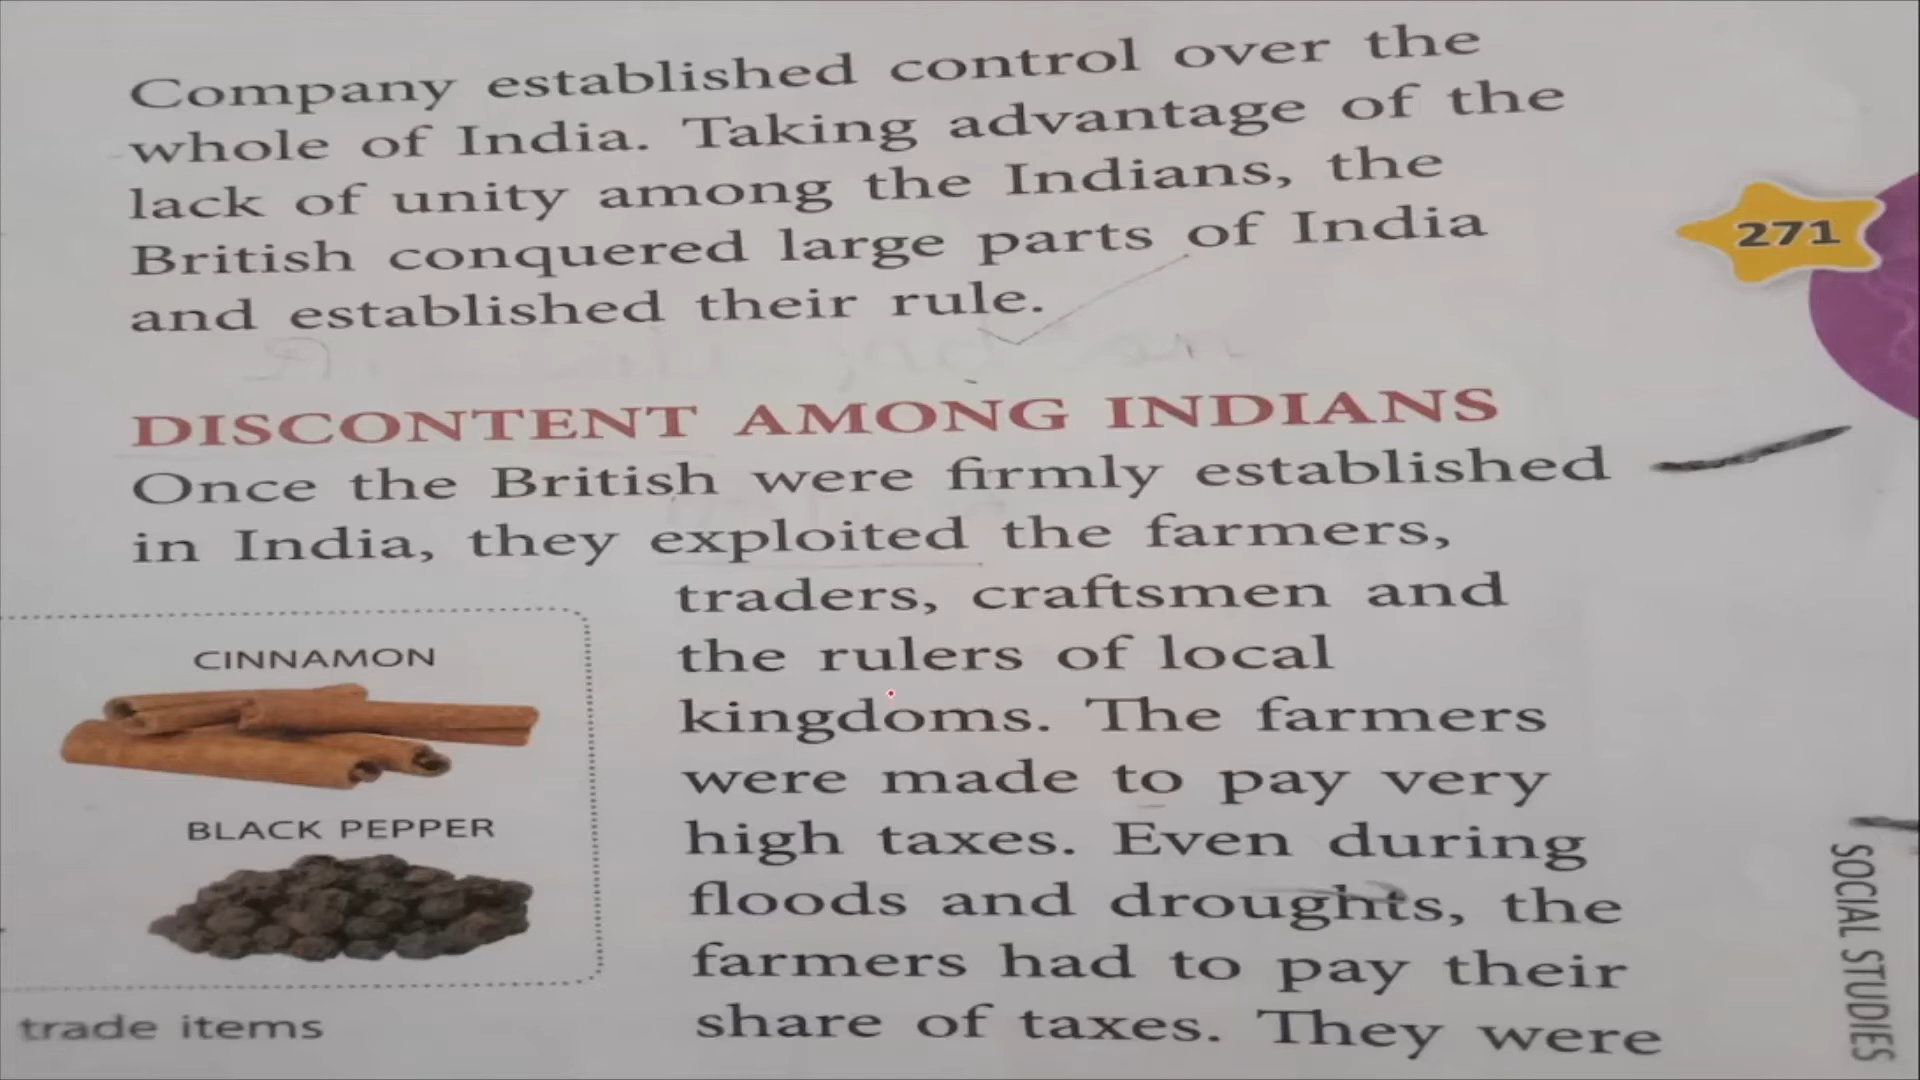 Company established control over the
whole of India. Taking advantage of the
lack of unity among the Indians, the
British conquered large parts of India
and established their rule.
271
DISCONTENT AMONG INDIANS
Once the British were firmly established
in India, they exploited the farmers,
traders, craftsmen and
the rulers of local
kingdoms. The farmers
were made to pay very
high taxes. Even during
floods and droughts, the
farmers had to pay their
share of taxes. They were
CINNAMON
BLACK PEPPER
trade items
SOCIAL STUDIES